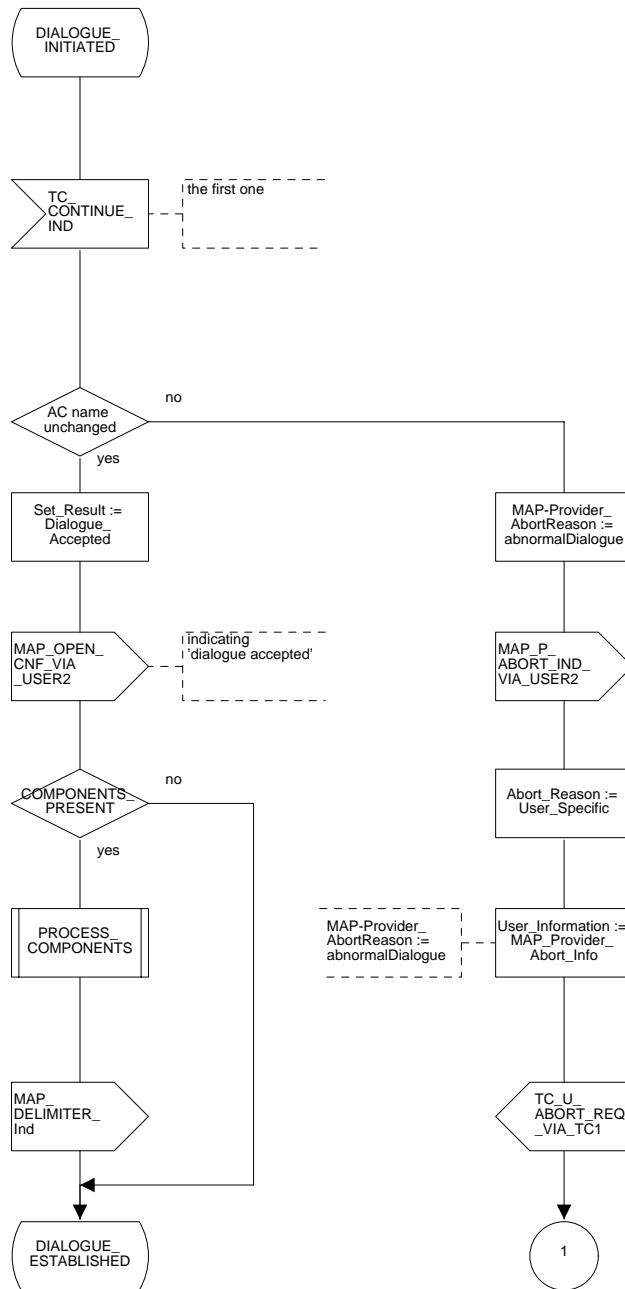 DIALOGUE_
INITIATED
TC_
CONTINUE_
IND
the first one
AC name
unchanged
no
yes
Set_Result :=
Dialogue_
Accepted
MAP-Provider_
AbortReason :=
abnormalDialogue
MAP_OPEN_
CNF_VIA
_USER2
indicating
'dialogue accepted'
MAP_P_
ABORT_IND_
VIA_USER2
COMPONENTS_
PRESENT
no
yes
Abort_Reason :=
User_Specific
PROCESS_
COMPONENTS
MAP-Provider_
AbortReason :=
abnormalDialogue
User_Information :=
MAP_Provider_
Abort_Info
MAP_
DELIMITER_
Ind
TC_U_
ABORT_REQ
_VIA_TC1
DIALOGUE_
ESTABLISHED
1